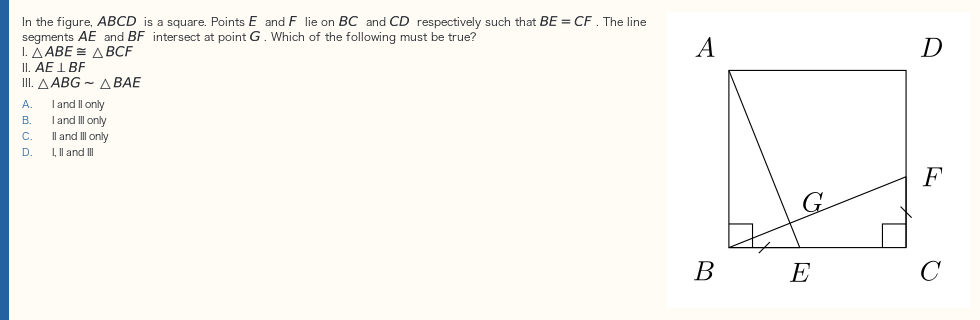 In the figure, ABCD is a square. Points E and F lie on BC and CD respectively such that BE = CF . The line
segments AE and BF intersect at point G . Which of the following must be true?
I. △ABE ≅ △BCF
II. AE ⊥ BF
III. △ABG ~ △BAE
A. I and II only
B. I and III only
C. II and III only
D. I, II and III
A D
F
G
B E C